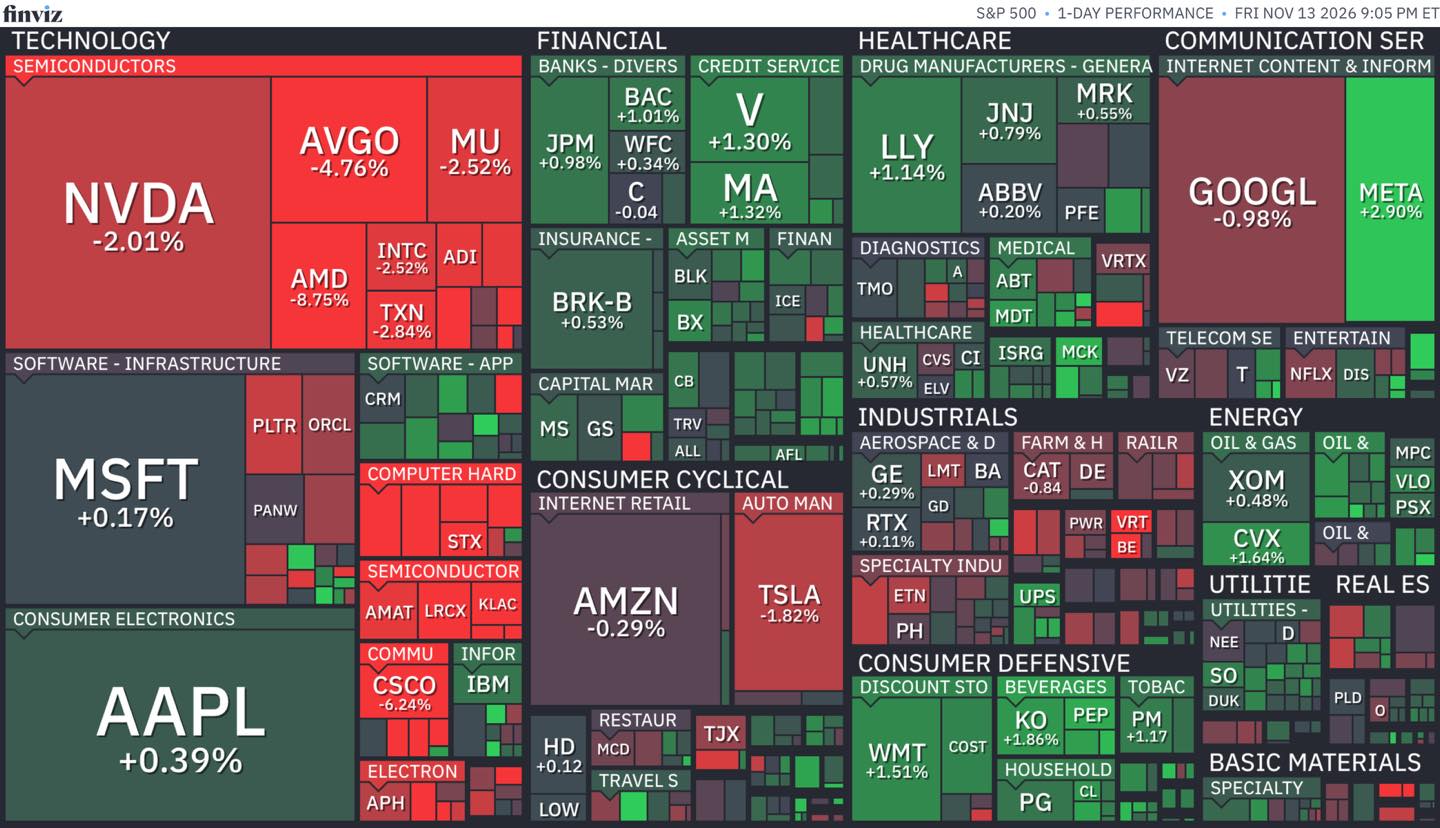 finviz
S&P 500 • 1-DAY PERFORMANCE • FRI NOV 13 2026 9:05 PM ET
TECHNOLOGY
SEMICONDUCTORS
NVDA
-2.01%
AVGO
-4.76%
MU
-2.52%
AMD
-8.75%
INTC
-2.52%
ADI
TXN
-2.84%
SOFTWARE - INFRASTRUCTURE
MSFT
+0.17%
PLTR
ORCL
PANW
SOFTWARE - APP
CRM
COMPUTER HARD
STX
SEMICONDUCTOR
AMAT
LRCX
KLAC
CONSUMER ELECTRONICS
AAPL
+0.39%
COMMU
CSCO
-6.24%
INFOR
IBM
ELECTRON
APH
FINANCIAL
BANKS - DIVERS
JPM
+0.98%
BAC
+1.01%
WFC
+0.34%
C
-0.04
CREDIT SERVICE
V
+1.30%
MA
+1.32%
INSURANCE -
BRK-B
+0.53%
ASSET M
BLK
BX
FINAN
ICE
CAPITAL MAR
MS
GS
CB
TRV
ALL
AFL
CONSUMER CYCLICAL
INTERNET RETAIL
AMZN
-0.29%
AUTO MAN
TSLA
-1.82%
HD
+0.12
LOW
RESTAUR
MCD
TRAVEL S
TJX
HEALTHCARE
DRUG MANUFACTURERS - GENERA
LLY
+1.14%
JNJ
+0.79%
MRK
+0.55%
ABBV
+0.20%
PFE
DIAGNOSTICS
TMO
A
MEDICAL
ABT
MDT
VRTX
HEALTHCARE
UNH
+0.57%
CVS
CI
ELV
ISRG
MCK
COMMUNICATION SER
INTERNET CONTENT & INFORM
GOOGL
-0.98%
META
+2.90%
TELECOM SE
VZ
T
ENTERTAIN
NFLX
DIS
INDUSTRIALS
AEROSPACE & D
GE
+0.29%
LMT
BA
RTX
+0.11%
GD
FARM & H
CAT
-0.84
DE
RAILR
PWR
VRT
BE
SPECIALTY INDU
ETN
PH
UPS
ENERGY
OIL & GAS
XOM
+0.48%
CVX
+1.64%
OIL &
MPC
VLO
PSX
OIL &
CONSUMER DEFENSIVE
DISCOUNT STO
WMT
+1.51%
COST
BEVERAGES
KO
+1.86%
PEP
TOBAC
PM
+1.17
HOUSEHOLD
PG
CL
UTILITIE
UTILITIES -
NEE
D
SO
DUK
REAL ES
PLD
O
BASIC MATERIALS
SPECIALTY